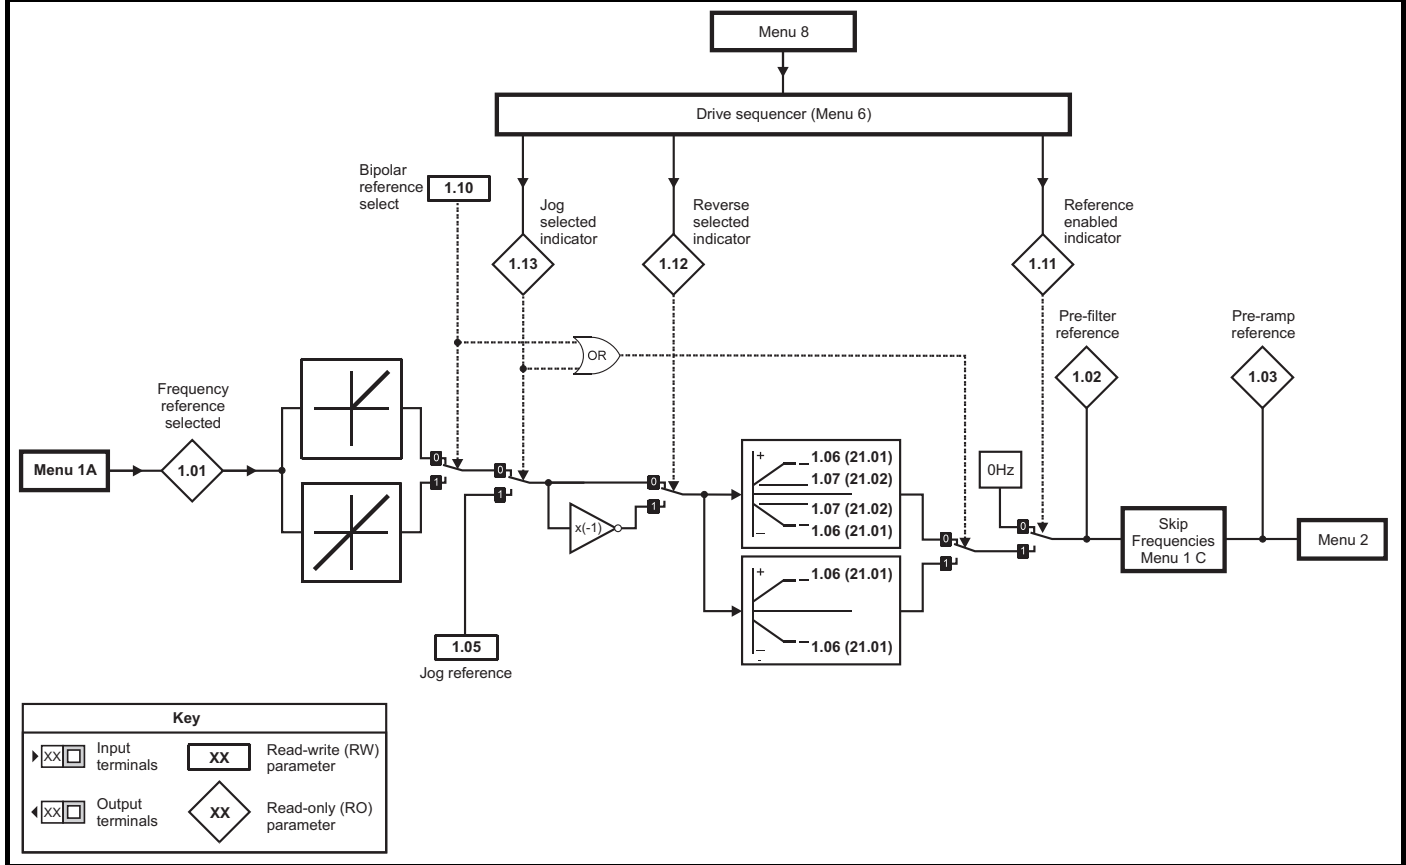 Menu 8
Drive sequencer (Menu 6)
Bipolar
reference
select
1.10
Jog
selected
indicator
Reverse
selected
indicator
Reference
enabled
indicator
1.13
1.12
1.11
Pre-filter
reference
Pre-ramp
reference
OR
1.02
1.03
Frequency
reference
selected
Menu 1A
1.01
0
1
0
1
0
1
x(-1)
+
1.06 (21.01)
1.07 (21.02)
1.07 (21.02)
1.06 (21.01)
_
+
1.06 (21.01)
1.06 (21.01)
_
-
0
1
0Hz
0
1
Skip
Frequencies
Menu 1 C
Menu 2
1.05
Jog reference
Key
XX
Input
terminals
XX
Read-write (RW)
parameter
XX
Output
terminals
XX
Read-only (RO)
parameter